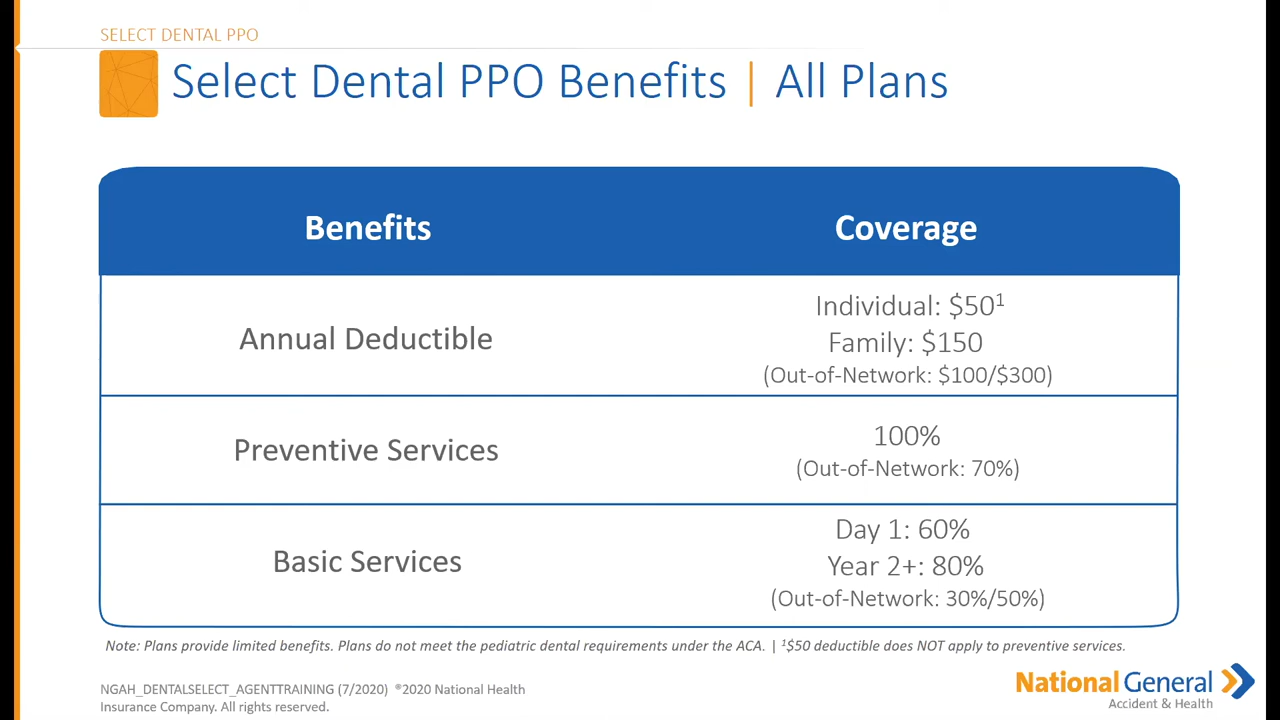 SELECT DENTAL PPO
Select Dental PPO Benefits | All Plans
Benefits
Coverage
Annual Deductible
Individual: $50¹
Family: $150
(Out-of-Network: $100/$300)
Preventive Services
100%
(Out-of-Network: 70%)
Basic Services
Day 1: 60%
Year 2+: 80%
(Out-of-Network: 30%/50%)
Note: Plans provide limited benefits. Plans do not meet the pediatric dental requirements under the ACA. | ¹$50 deductible does NOT apply to preventive services.
NGAH_DENTALSELECT_AGENTTRAINING (7/2020) ®2020 National Health
Insurance Company. All rights reserved.
National General
Accident & Health